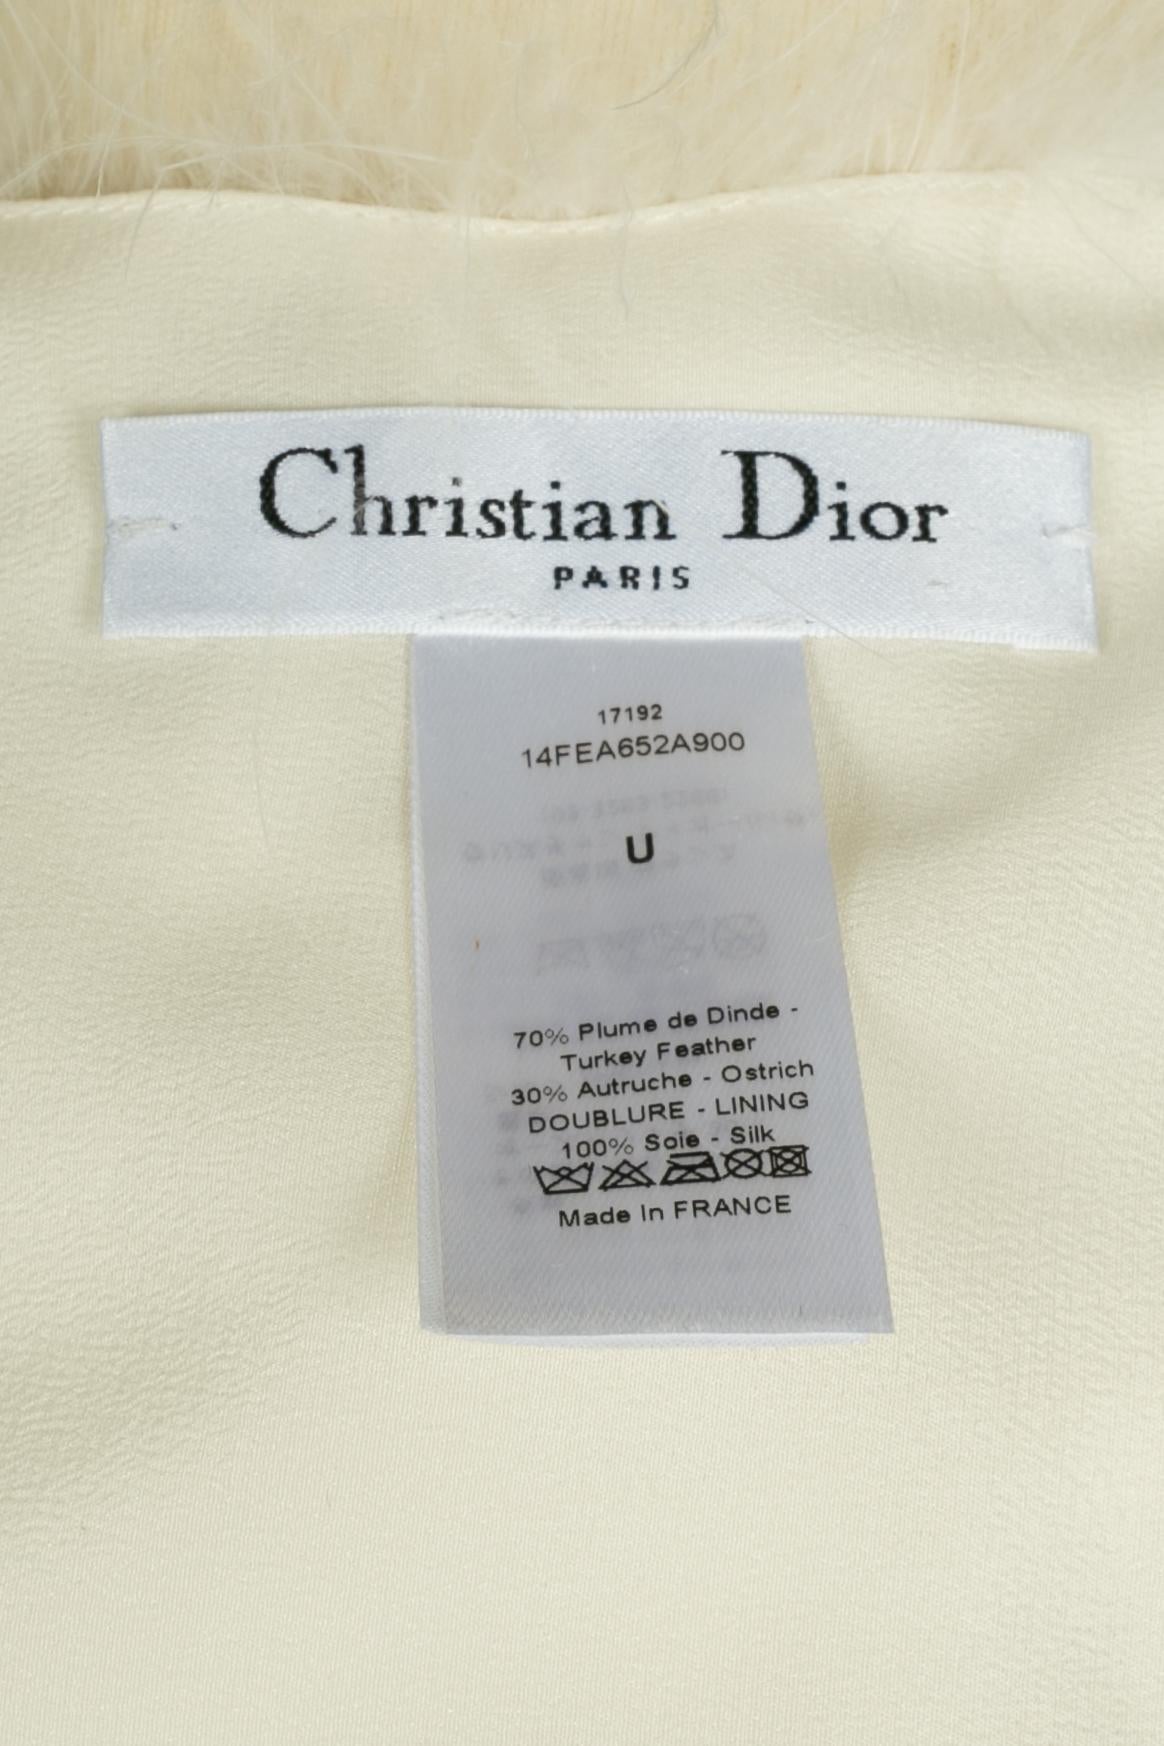 Christian Dior
PARIS
17192
14FEA652A900
U
70% Plume de Dinde -
Turkey Feather
30% Autruche - Ostrich
DOUBLURE - LINING
100% Soie - Silk
Made In FRANCE